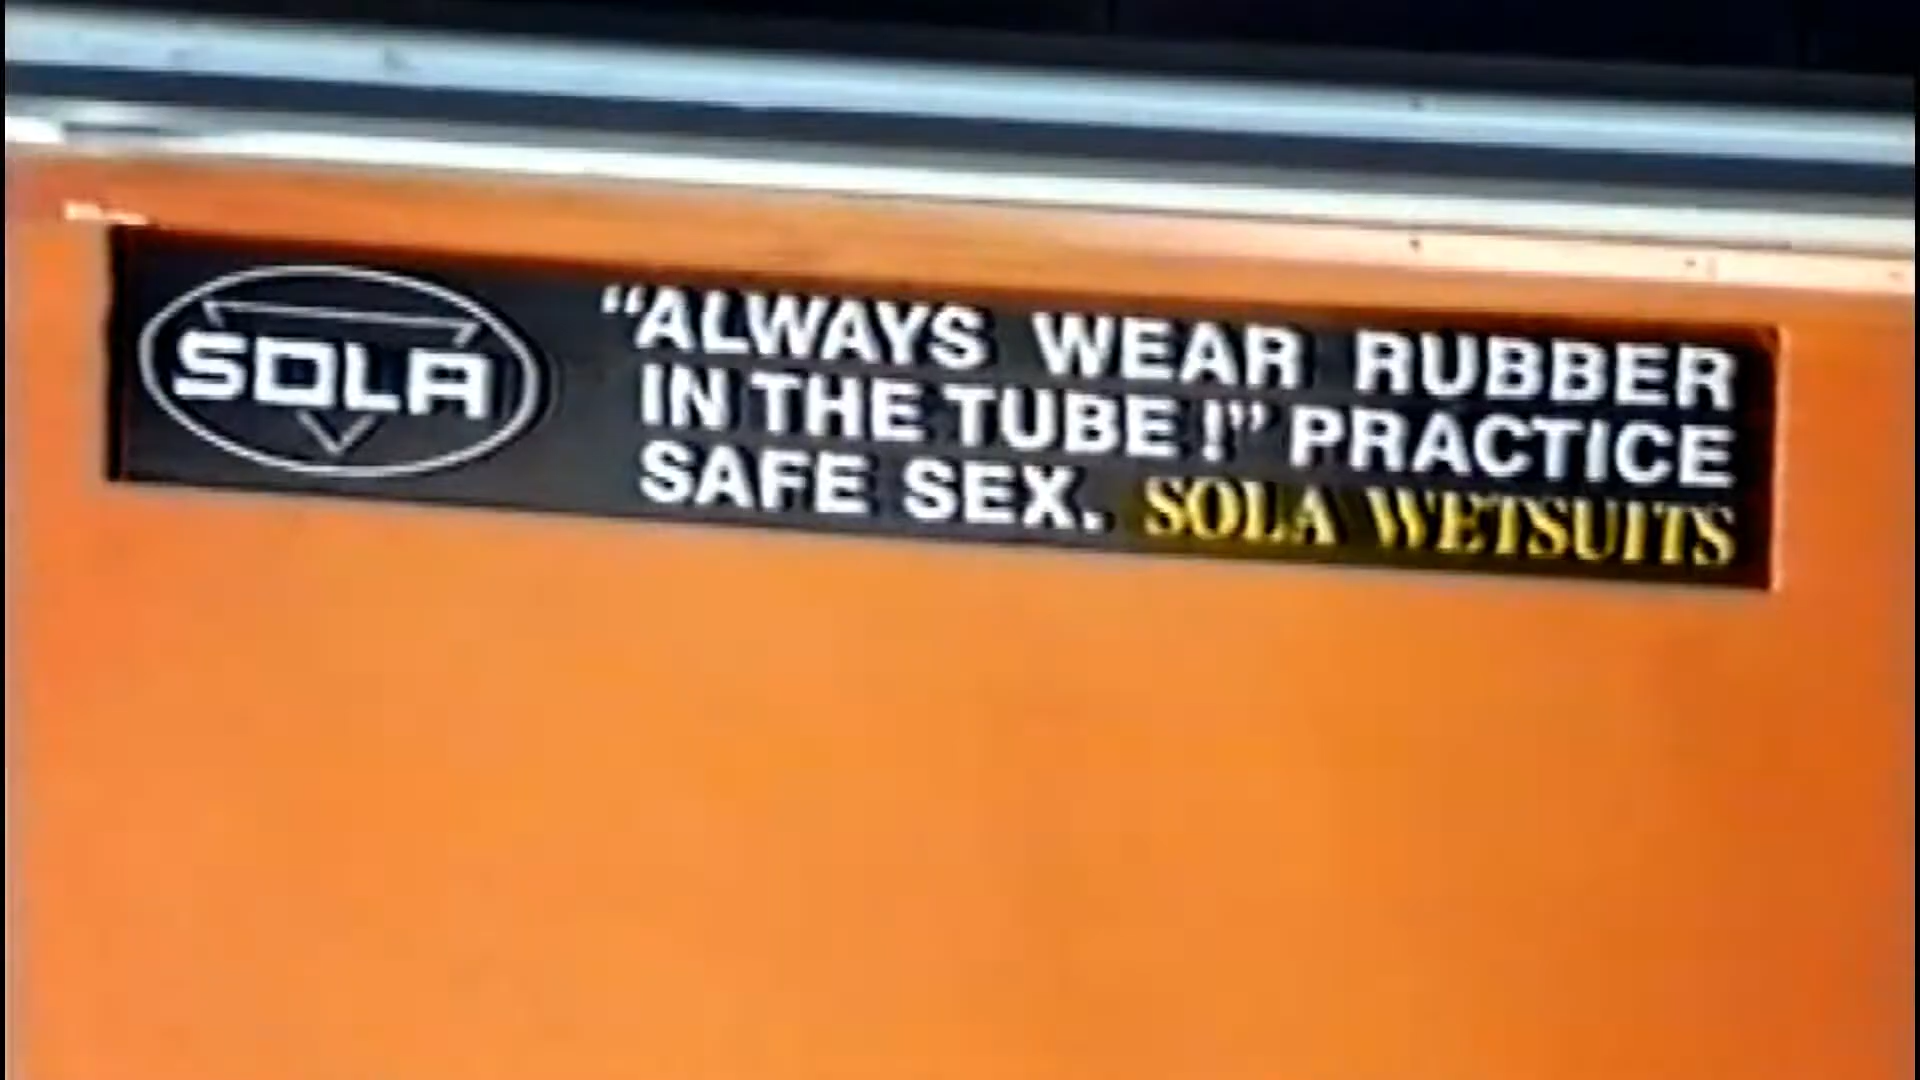 SOLA
"ALWAYS WEAR RUBBER
IN THE TUBE !" PRACTICE
SAFE SEX. SOLA WETSUITS